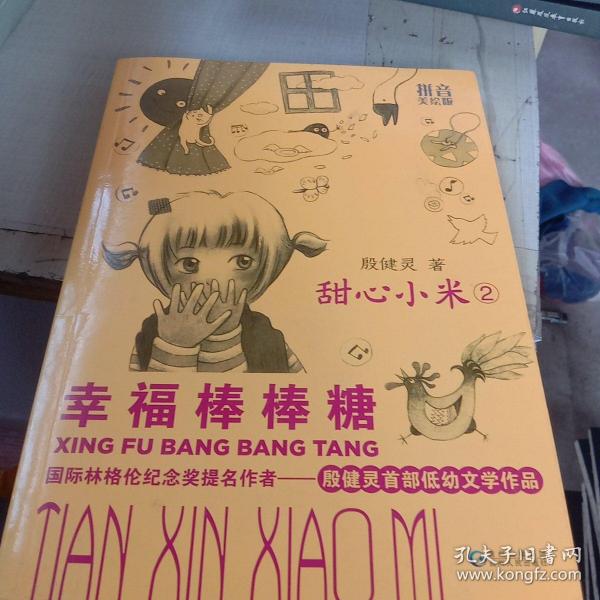 拼音
美绘版
殷健灵 著
甜心小米②
幸福棒棒糖
XING FU BANG BANG TANG
国际林格伦纪念奖提名作者——殷健灵首部低幼文学作品
TIAN XIN XIAO MI
孔夫子旧书网
www.kongfz.com